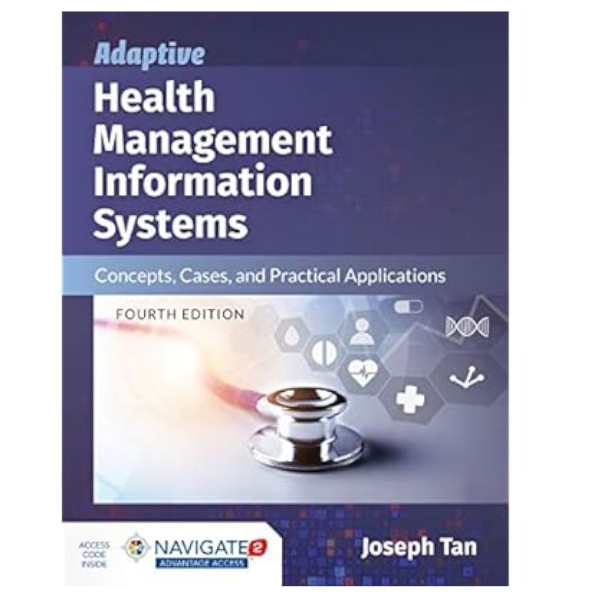 Adaptive
Health
Management
Information
Systems
Concepts, Cases, and Practical Applications
FOURTH EDITION
ACCESS
CODE
INSIDE
NAVIGATE 2
ADVANTAGE ACCESS
Joseph Tan